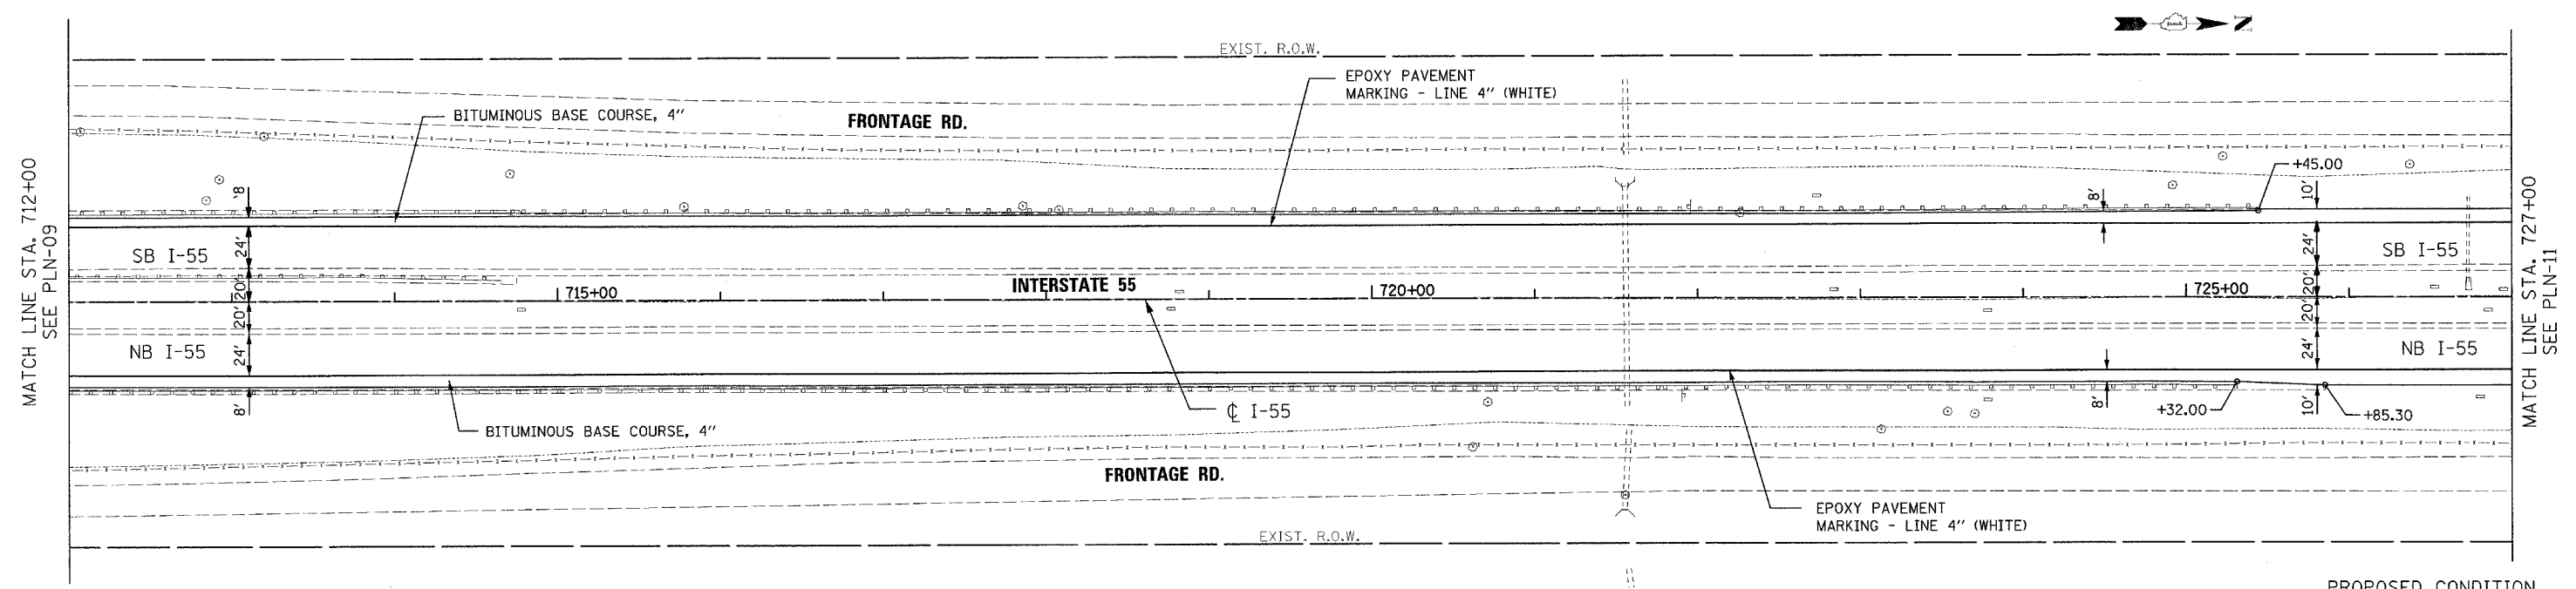 EXIST. R.O.W.
N
EPOXY PAVEMENT
MARKING - LINE 4" (WHITE)
BITUMINOUS BASE COURSE, 4"
FRONTAGE RD.
+45.00
8'
8'
10'
MATCH LINE STA. 712+00
SEE PLN-09
SB I-55
24'
20'
INTERSTATE 55
715+00
720+00
725+00
24'
20'
SB I-55
MATCH LINE STA. 727+00
SEE PLN-11
NB I-55
20'
24'
8'
20'
24'
NB I-55
BITUMINOUS BASE COURSE, 4"
℄ I-55
8'
+32.00
10'
+85.30
FRONTAGE RD.
EPOXY PAVEMENT
MARKING - LINE 4" (WHITE)
EXIST. R.O.W.
PROPOSED CONDITION